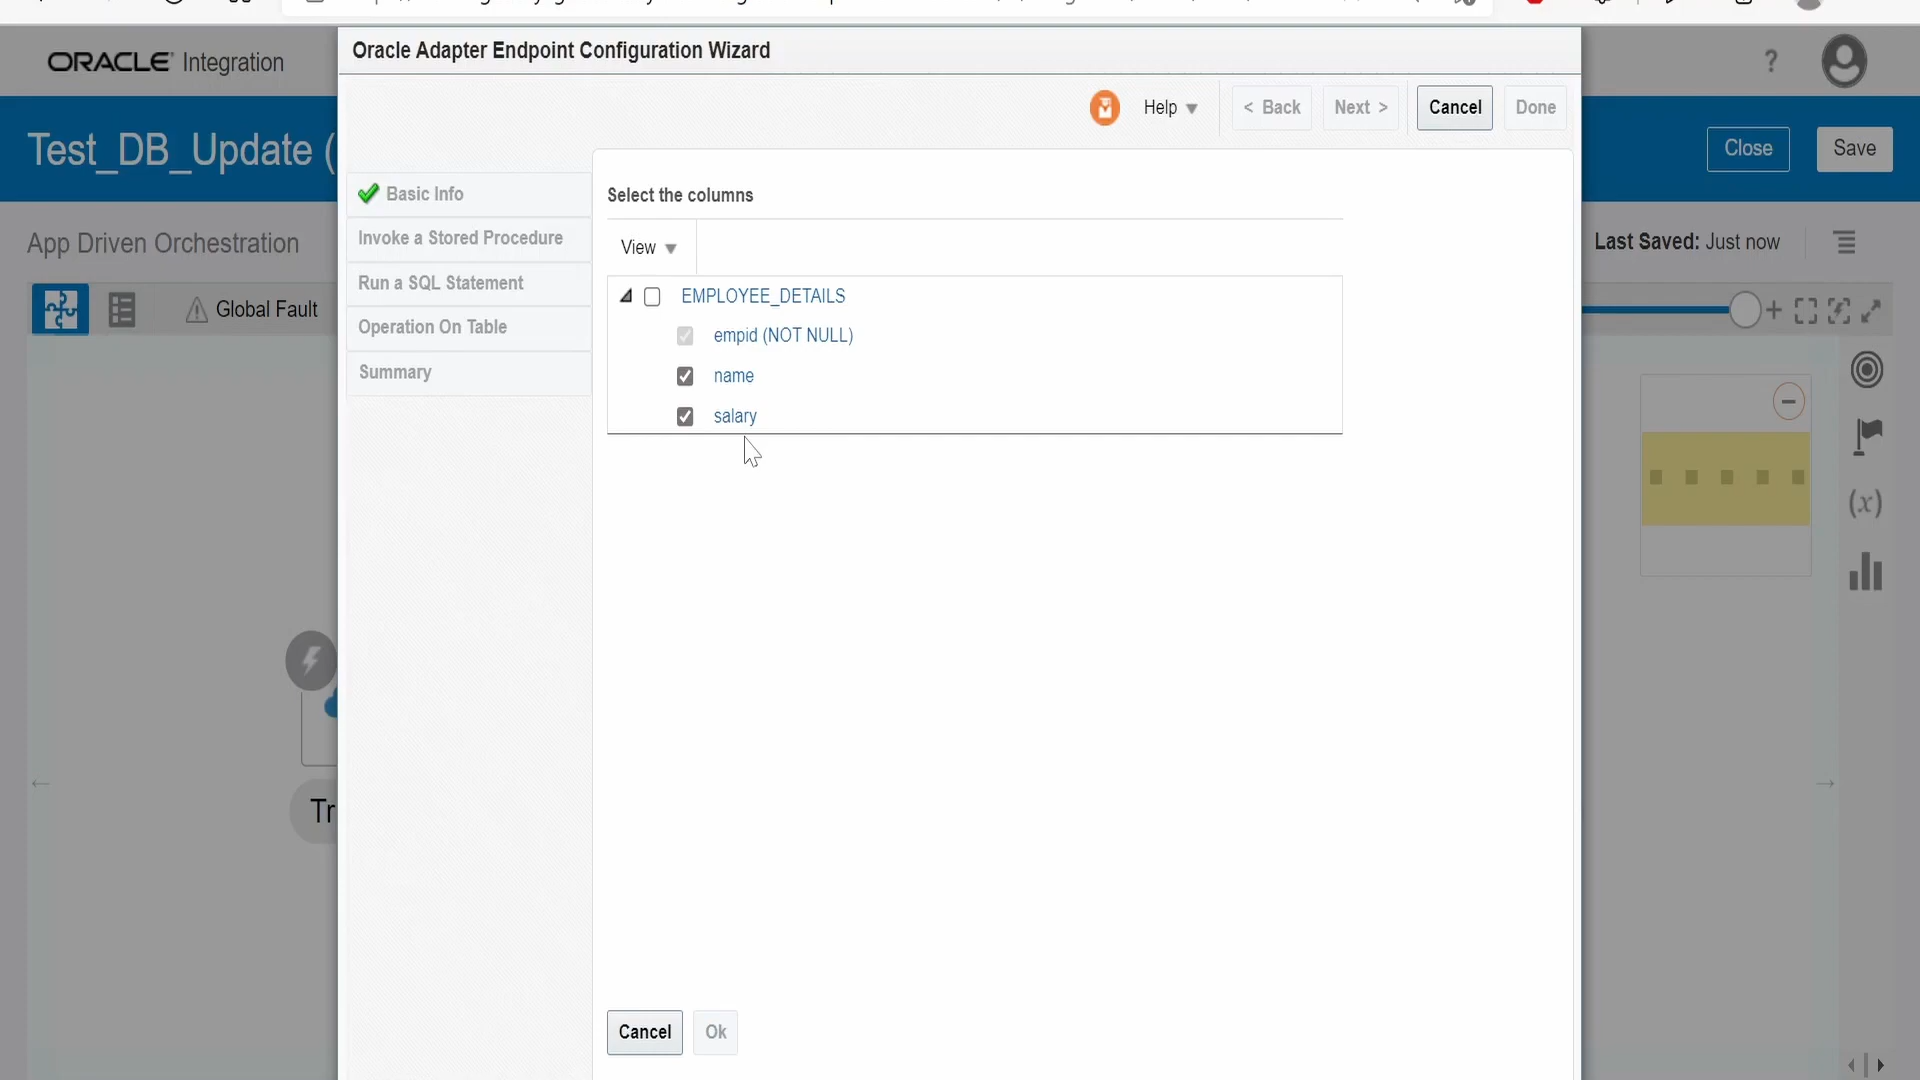 Oracle Adapter Endpoint Configuration Wizard
ORACLE Integration
?
Help
< Back
Next >
Cancel
Done
Test_DB_Update (
Close
Save
Basic Info
Invoke a Stored Procedure
Run a SQL Statement
Operation On Table
Summary
Select the columns
View
EMPLOYEE_DETAILS
empid (NOT NULL)
name
salary
App Driven Orchestration
Last Saved: Just now
Global Fault
(x)
Tr
Cancel
Ok